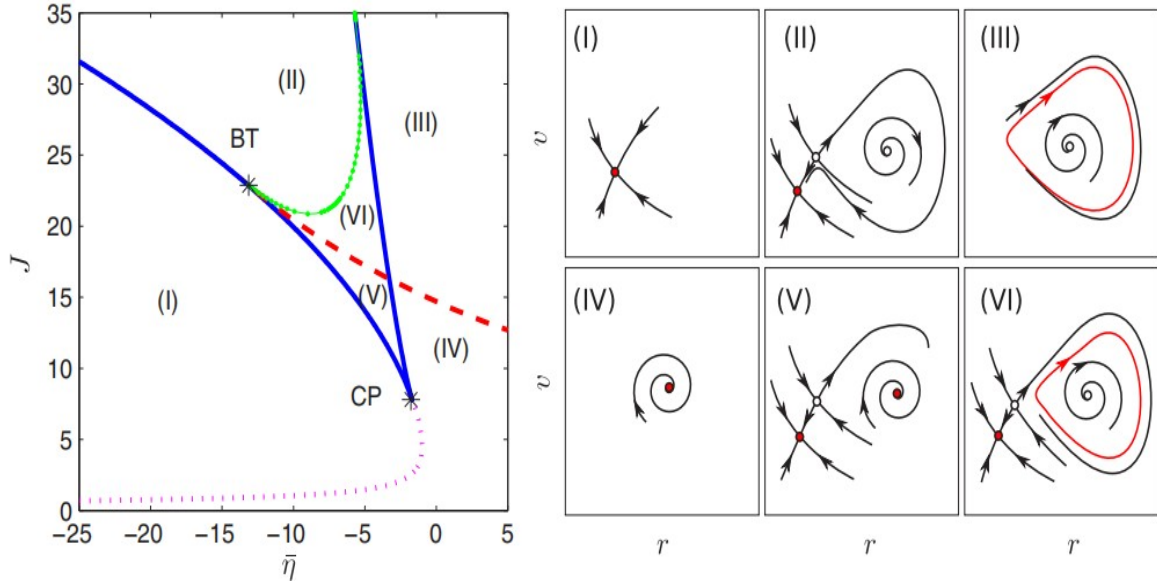 35
30
25
20
15
10
5
0
J
−25 −20 −15 −10 −5 0 5
η̄
(I)
(II)
(III)
(IV)
(V)
(VI)
BT
CP
(I) (II) (III)
v
(IV) (V) (VI)
v
r r r